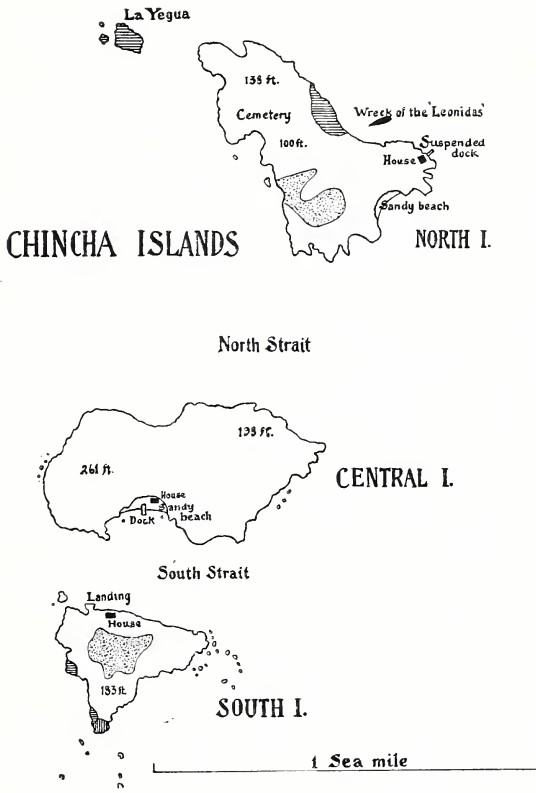 La Yegua
138 ft.
Cemetery
Wreck of the 'Leonidas'
100 ft.
Suspended
dock
House
Sandy beach
CHINCHA ISLANDS
NORTH I.
North Strait
138 ft.
261 ft.
CENTRAL I.
House
Sandy
beach
Dock
South Strait
Landing
House
183 ft.
SOUTH I.
1 Sea mile